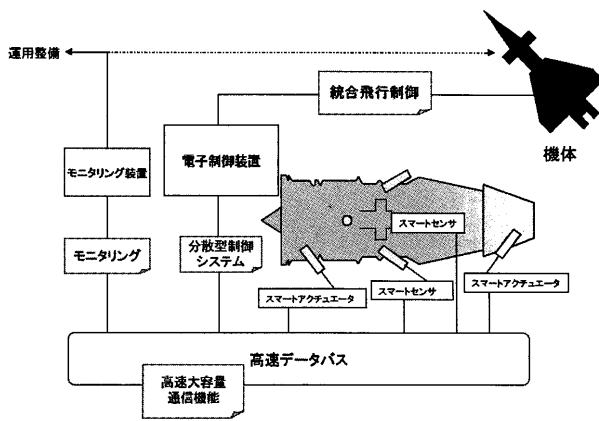 運用整備
統合飛行制御
機体
モニタリング装置
電子制御装置
スマートセンサ
モニタリング
分散型制御
システム
スマートアクチュエータ
スマートセンサ
スマートアクチュエータ
高速データバス
高速大容量
通信機能